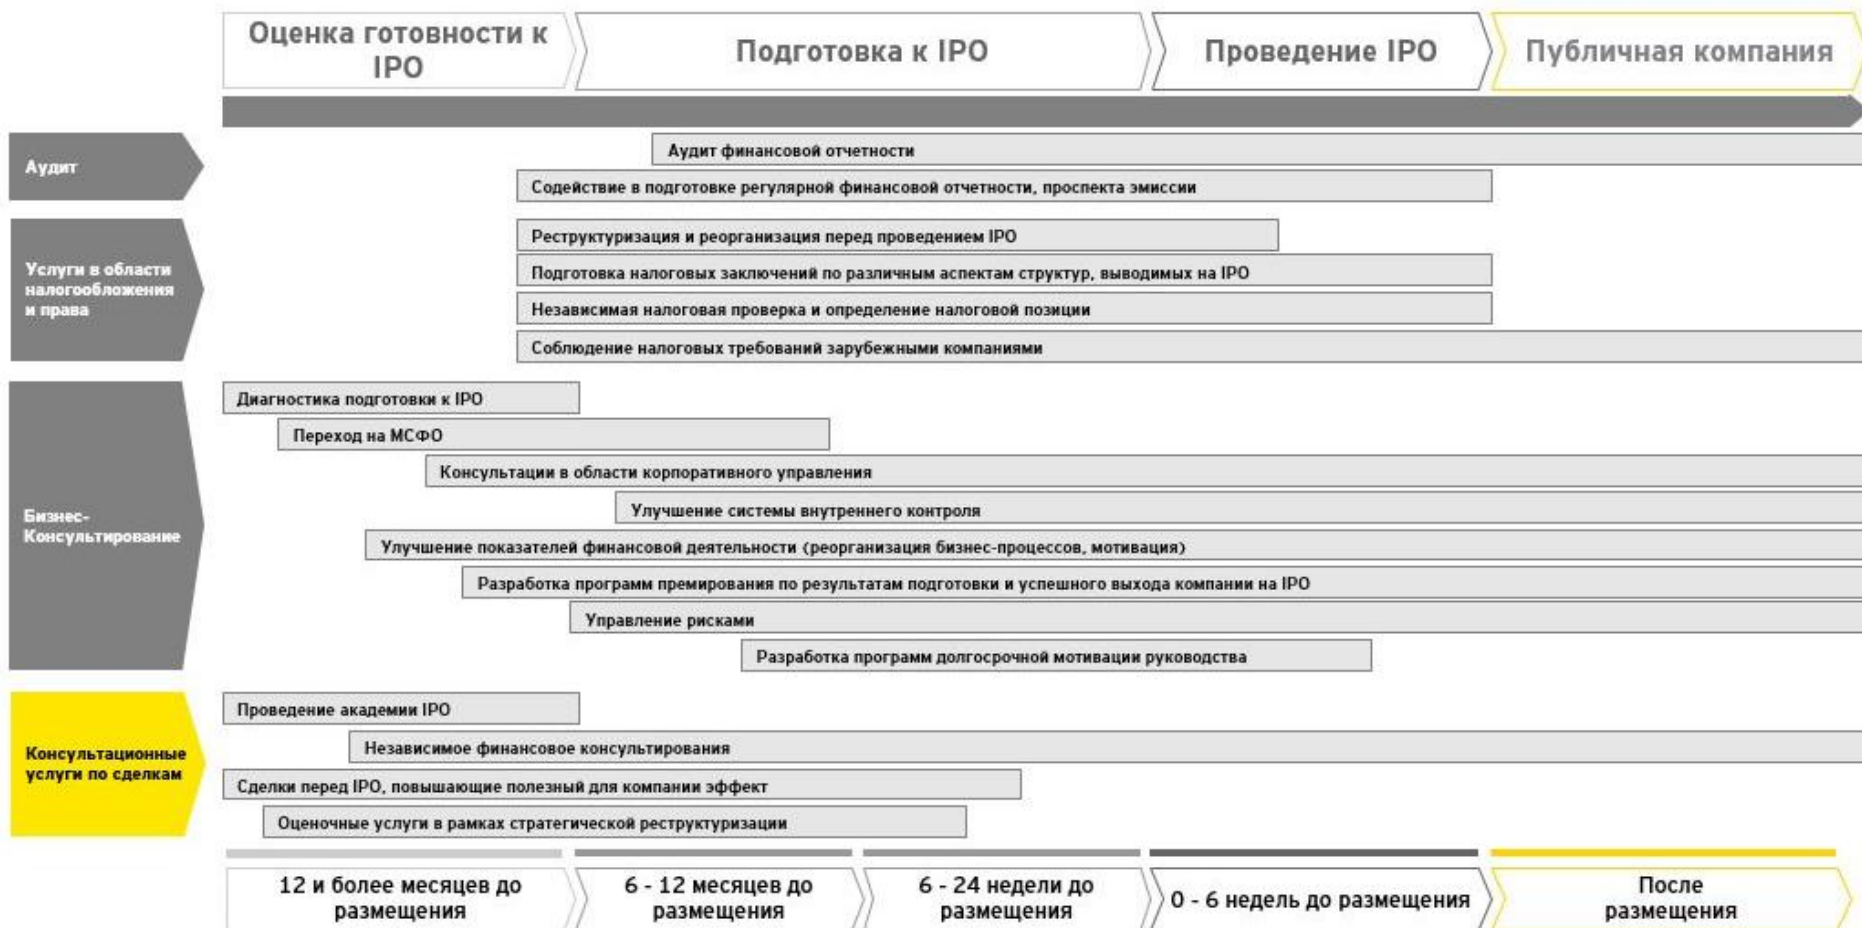 Оценка готовности к
IPO
Подготовка к IPO
Проведение IPO
Публичная компания
Аудит
Аудит финансовой отчетности
Содействие в подготовке регулярной финансовой отчетности, проспекта эмиссии
Услуги в области
налогообложения
и права
Реструктуризация и реорганизация перед проведением IPO
Подготовка налоговых заключений по различным аспектам структур, выводимых на IPO
Независимая налоговая проверка и определение налоговой позиции
Соблюдение налоговых требований зарубежными компаниями
Бизнес-
Консультирование
Диагностика подготовки к IPO
Переход на МСФО
Консультации в области корпоративного управления
Улучшение системы внутреннего контроля
Улучшение показателей финансовой деятельности (реорганизация бизнес-процессов, мотивация)
Разработка программ премирования по результатам подготовки и успешного выхода компании на IPO
Управление рисками
Разработка программ долгосрочной мотивации руководства
Консультационные
услуги по сделкам
Проведение академии IPO
Независимое финансовое консультирования
Сделки перед IPO, повышающие полезный для компании эффект
Оценочные услуги в рамках стратегической реструктуризации
12 и более месяцев до
размещения
6 - 12 месяцев до
размещения
6 - 24 недели до
размещения
0 - 6 недель до размещения
После
размещения